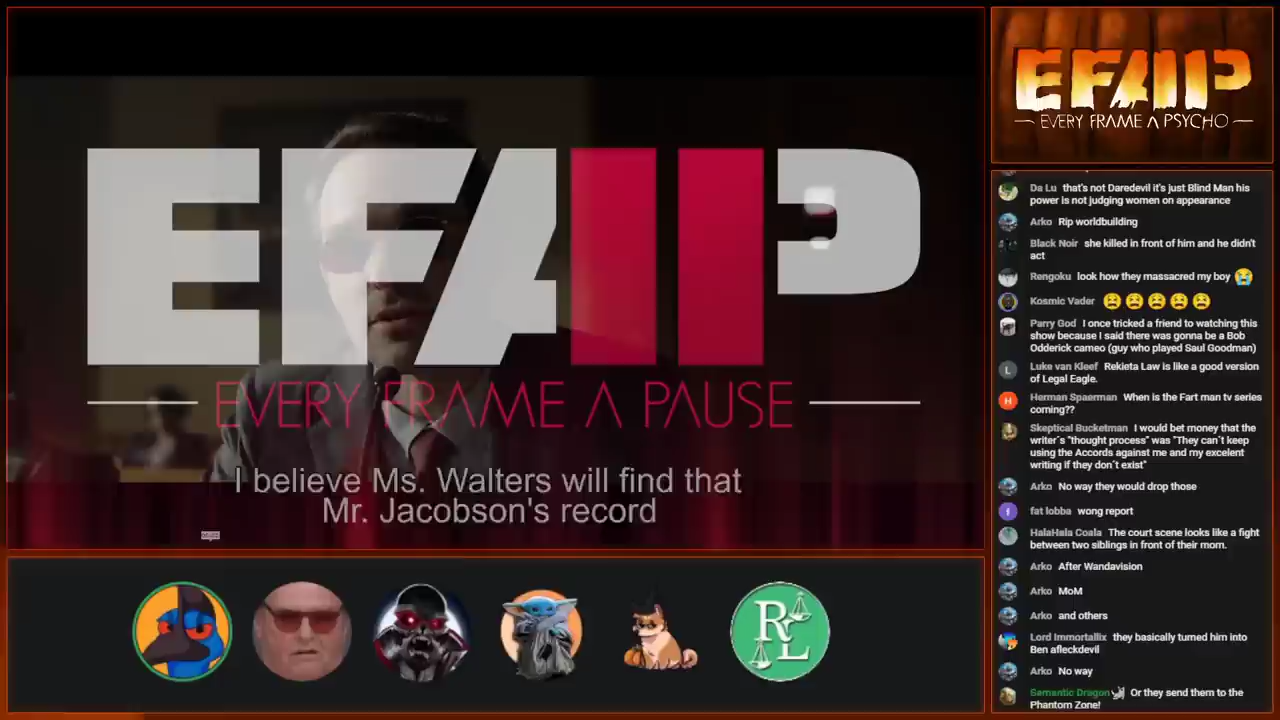 EFAP
EVERY FRAME A PAUSE
I believe Ms. Walters will find that
Mr. Jacobson's record
EFAP
EVERY FRAME A PSYCHO
Da Lu that's not Daredevil it's just Blind Man his
power is not judging women on appearance
Arko Rip worldbuilding
Black Noir she killed in front of him and he didn't
act
Rengoku look how they massacred my boy 😭
Kosmic Vader 😫😫😫😫😫
Parry God I once tricked a friend to watching this
show because I said there was gonna be a Bob
Odderick cameo (guy who played Saul Goodman)
Luke van Kleef Rekieta Law is like a good version
of Legal Eagle.
Herman Spaerman When is the Fart man tv series
coming??
Skeptical Bucketman I would bet money that the
writer´s "thought process" was "They can´t keep
using the Accords against me and my excelent
writing if they don´t exist"
Arko No way they would drop those
fat lobba wong report
HalaHala Coala The court scene looks like a fight
between two siblings in front of their mom.
Arko After Wandavision
Arko MoM
Arko and others
Lord Immortallix they basically turned him into
Ben afleckdevil
Arko No way
Semantic Dragon Or they send them to the
Phantom Zone!
L
H
f
RL